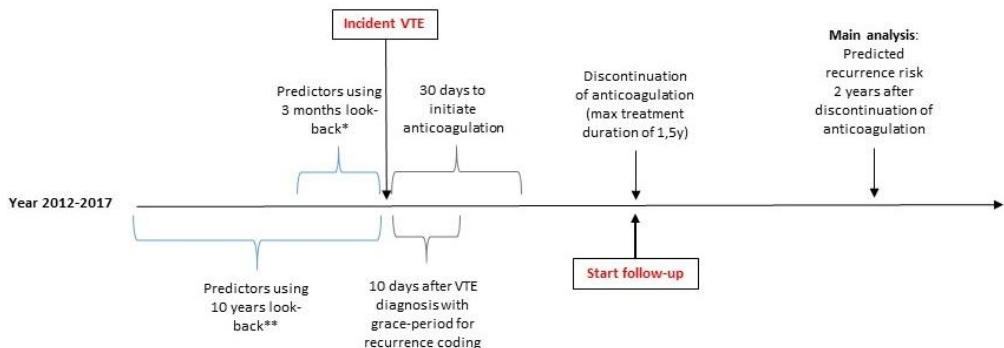 Incident VTE
Main analysis:
Predicted
recurrence risk
2 years after
discontinuation of
anticoagulation
Predictors using
3 months look-
back*
30 days to
initiate
anticoagulation
Discontinuation
of anticoagulation
(max treatment
duration of 1,5y)
Year 2012-2017
Predictors using
10 years look-
back**
10 days after VTE
diagnosis with
grace-period for
recurrence coding
Start follow-up